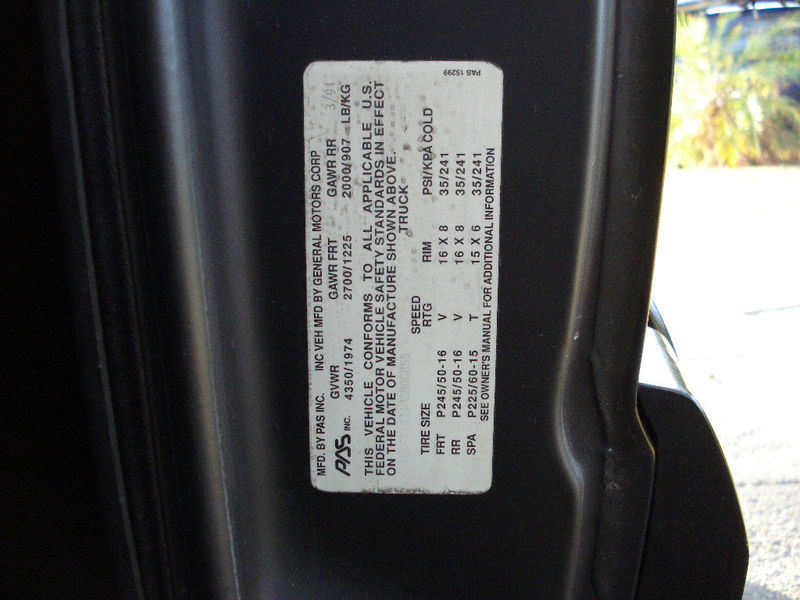 PAS 15299
MFD. BY PAS INC. INC VEH MFD BY GENERAL MOTORS CORP 3/91
GVWR GAWR FRT GAWR RR
PAS INC. 4350/1974 2700/1225 2000/907 LB/KG
THIS VEHICLE CONFORMS TO ALL APPLICABLE U.S.
FEDERAL MOTOR VEHICLE SAFETY STANDARDS IN EFFECT
ON THE DATE OF MANUFACTURE SHOWN ABOVE.
TRUCK
SPEED
TIRE SIZE RTG RIM PSI/KPA COLD
FRT P245/50-16 V 16 X 8 35/241
RR P245/50-16 V 16 X 8 35/241
SPA P225/60-15 T 15 X 6 35/241
SEE OWNER'S MANUAL FOR ADDITIONAL INFORMATION